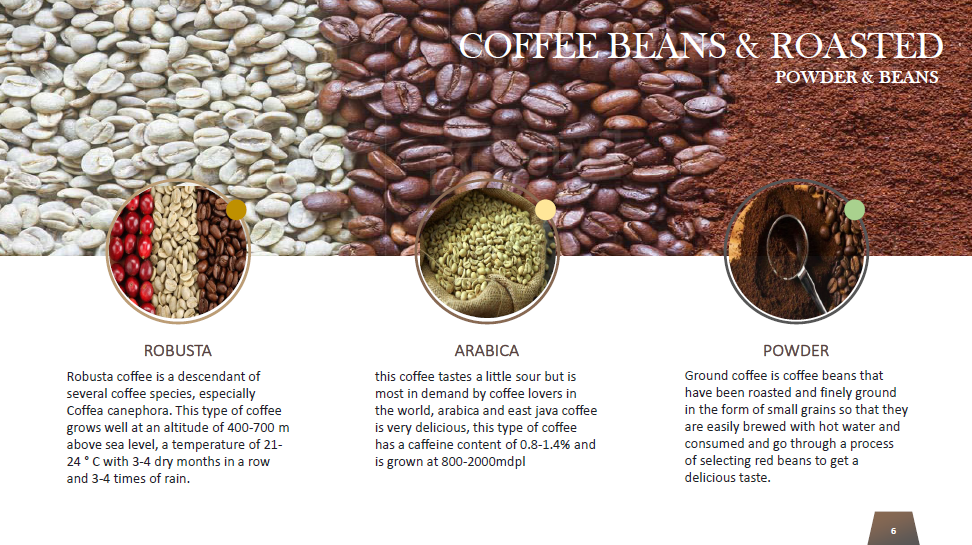 COFFEE BEANS & ROASTED
POWDER & BEANS
ROBUSTA
Robusta coffee is a descendant of
several coffee species, especially
Coffea canephora. This type of coffee
grows well at an altitude of 400-700 m
above sea level, a temperature of 21-
24 ° C with 3-4 dry months in a row
and 3-4 times of rain.
ARABICA
this coffee tastes a little sour but is
most in demand by coffee lovers in
the world, arabica and east java coffee
is very delicious, this type of coffee
has a caffeine content of 0.8-1.4% and
is grown at 800-2000mdpl
POWDER
Ground coffee is coffee beans that
have been roasted and finely ground
in the form of small grains so that they
are easily brewed with hot water and
consumed and go through a process
of selecting red beans to get a
delicious taste.
6